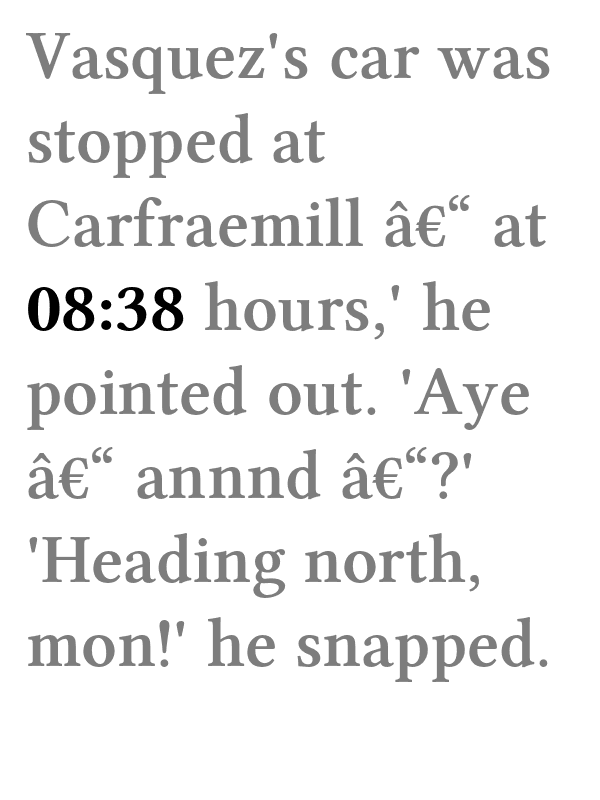 Vasquez's car was
stopped at
Carfraemill â€“ at
08:38 hours,' he
pointed out. 'Aye
â€“ annnd â€“?'
'Heading north,
mon!' he snapped.